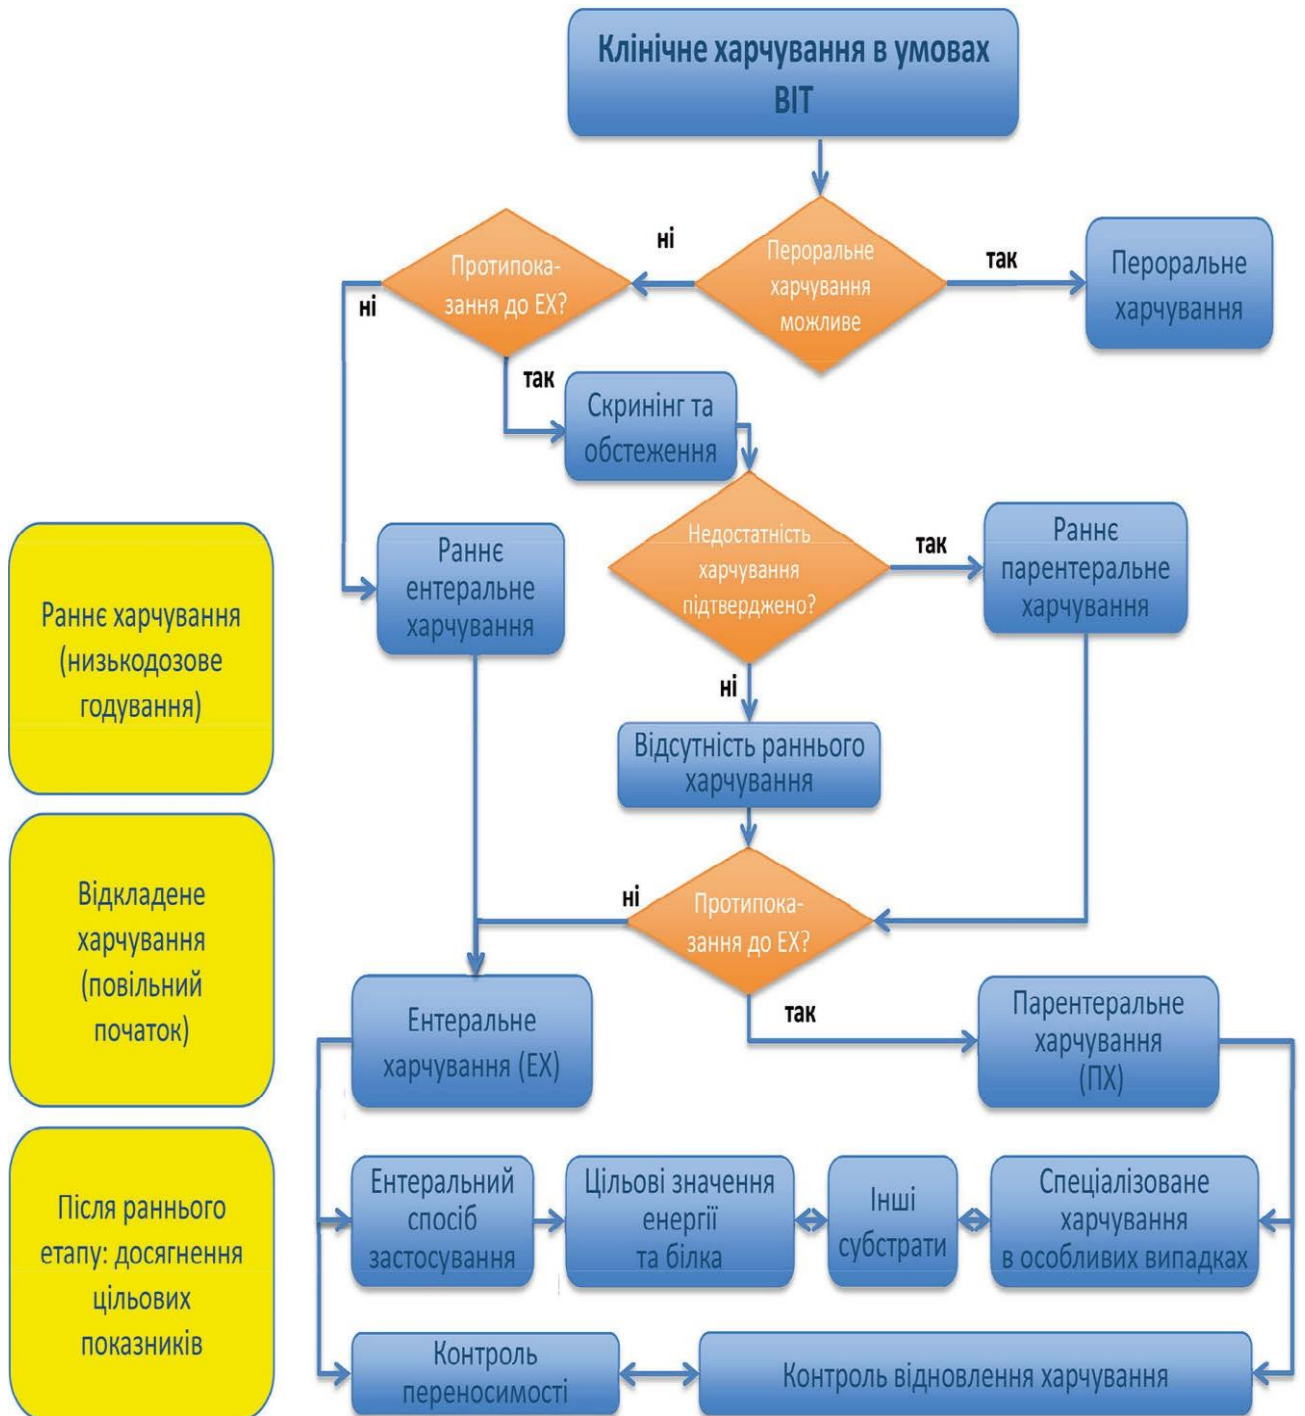 Клінічне харчування в умовах
ВІТ
ні
Пероральне
харчування
можливе
так
Пероральне
харчування
Протипока-
зання до ЕХ?
ні
так
Скринінг та
обстеження
Недостатність
харчування
підтверджено?
так
Раннє
парентеральне
харчування
Раннє
ентеральне
харчування
Раннє харчування
(низькодозове
годування)
ні
Відсутність раннього
харчування
Відкладене
харчування
(повільний
початок)
ні
Протипока-
зання до ЕХ?
так
Ентеральне
харчування (ЕХ)
Парентеральне
харчування
(ПХ)
Після раннього
етапу: досягнення
цільових
показників
Ентеральний
спосіб
застосування
Цільові значення
енергії
та білка
Інші
субстрати
Спеціалізоване
харчування
в особливих випадках
Контроль
переносимості
Контроль відновлення харчування